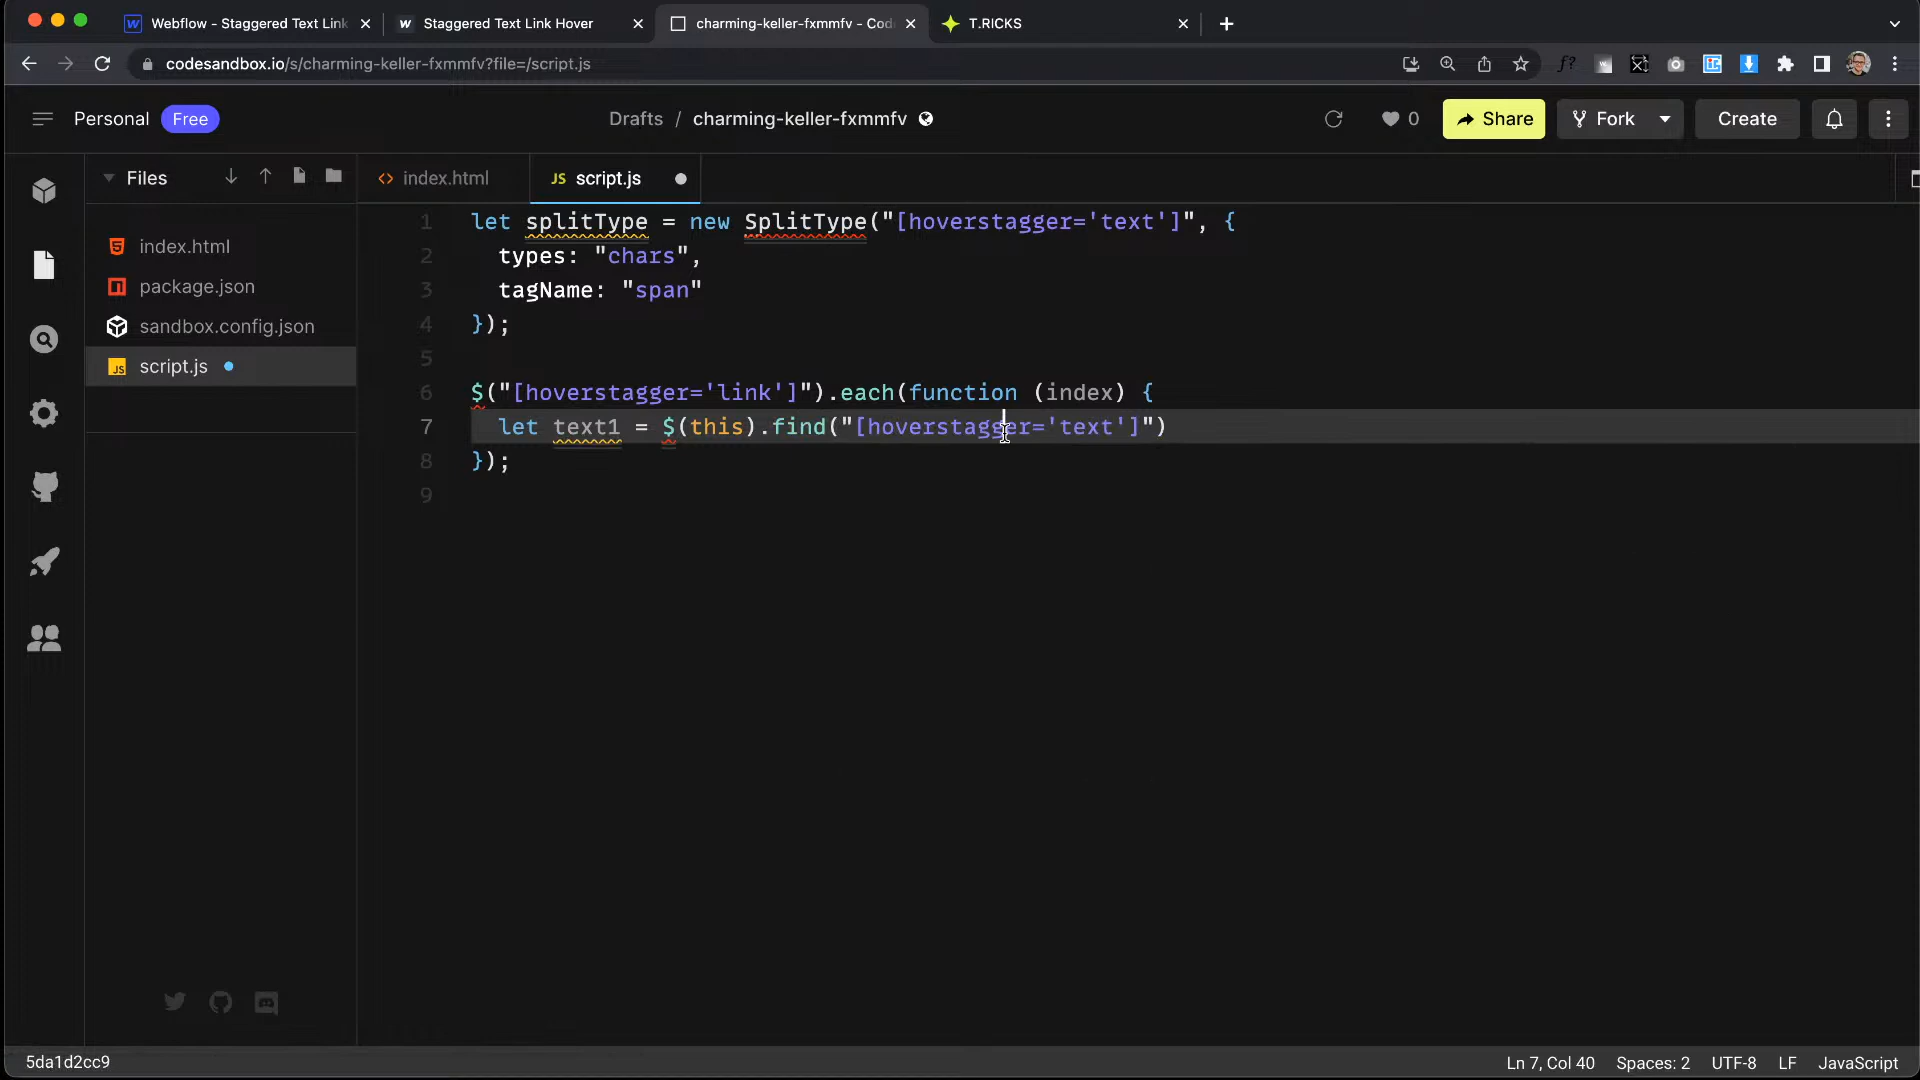 Webflow - Staggered Text Link
Staggered Text Link Hover
charming-keller-fxmmfv - Cod
T.RICKS
codesandbox.io/s/charming-keller-fxmmfv?file=/script.js
Personal
Free
Drafts / charming-keller-fxmmfv
0
Share
Fork
Create
Files
index.html
script.js
index.html
package.json
sandbox.config.json
script.js
1 let splitType = new SplitType("[hoverstagger='text']", {
2 types: "chars",
3 tagName: "span"
4 });
5
6 $("[hoverstagger='link']").each(function (index) {
7 let text1 = $(this).find("[hoverstagger='text']")
8 });
9
5da1d2cc9
Ln 7, Col 40
Spaces: 2
UTF-8
LF
JavaScript